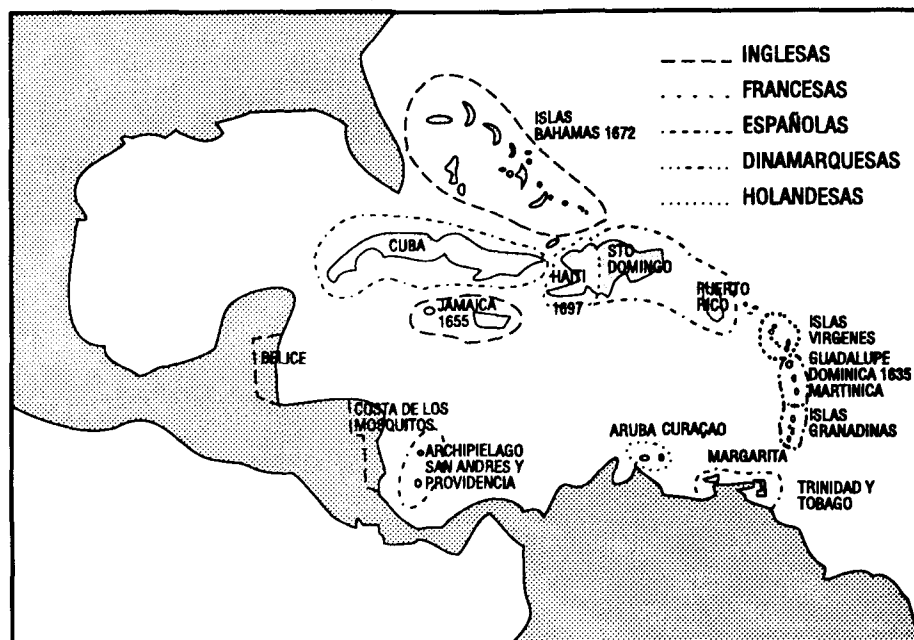 INGLESAS
FRANCESAS
ESPAÑOLAS
DINAMARQUESAS
HOLANDESAS
ISLAS
BAHAMAS 1672
CUBA
HAITI
1697
STO
DOMINGO
PUERTO
RICO
JAMAICA
1655
ISLAS
VIRGENES
GUADALUPE
DOMINICA 1635
MARTINICA
ISLAS
GRANADINAS
BELICE
COSTA DE LOS
MOSQUITOS
ARCHIPIELAGO
SAN ANDRES Y
PROVIDENCIA
ARUBA CURAÇAO
MARGARITA
TRINIDAD Y
TOBAGO